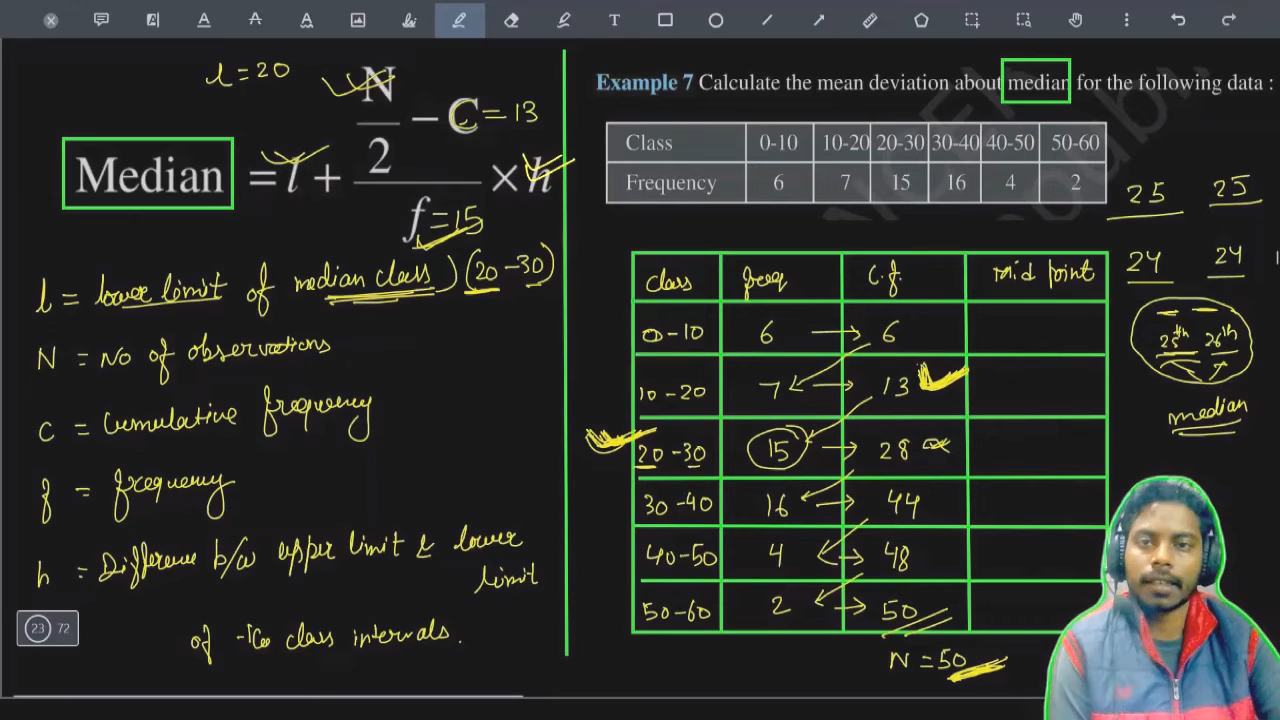 l = 20
N
2
- C = 13
Median = l + × h
f = 15
l = lower limit of median class) (20-30)
N = No of observations
C = Cumulative frequency
f = frequency
h = Difference b/w upper limit & lower
limit
of -the class intervals.
23 72
Example 7 Calculate the mean deviation about median for the following data :
Class 0-10 10-20 20-30 30-40 40-50 50-60
Frequency 6 7 15 16 4 2
25 25
24 24
25th 26th
median
class freq c.f. Mid point
0-10 6 6
10-20 7 13
20-30 15 28
30-40 16 44
40-50 4 48
50-60 2 50
N = 50